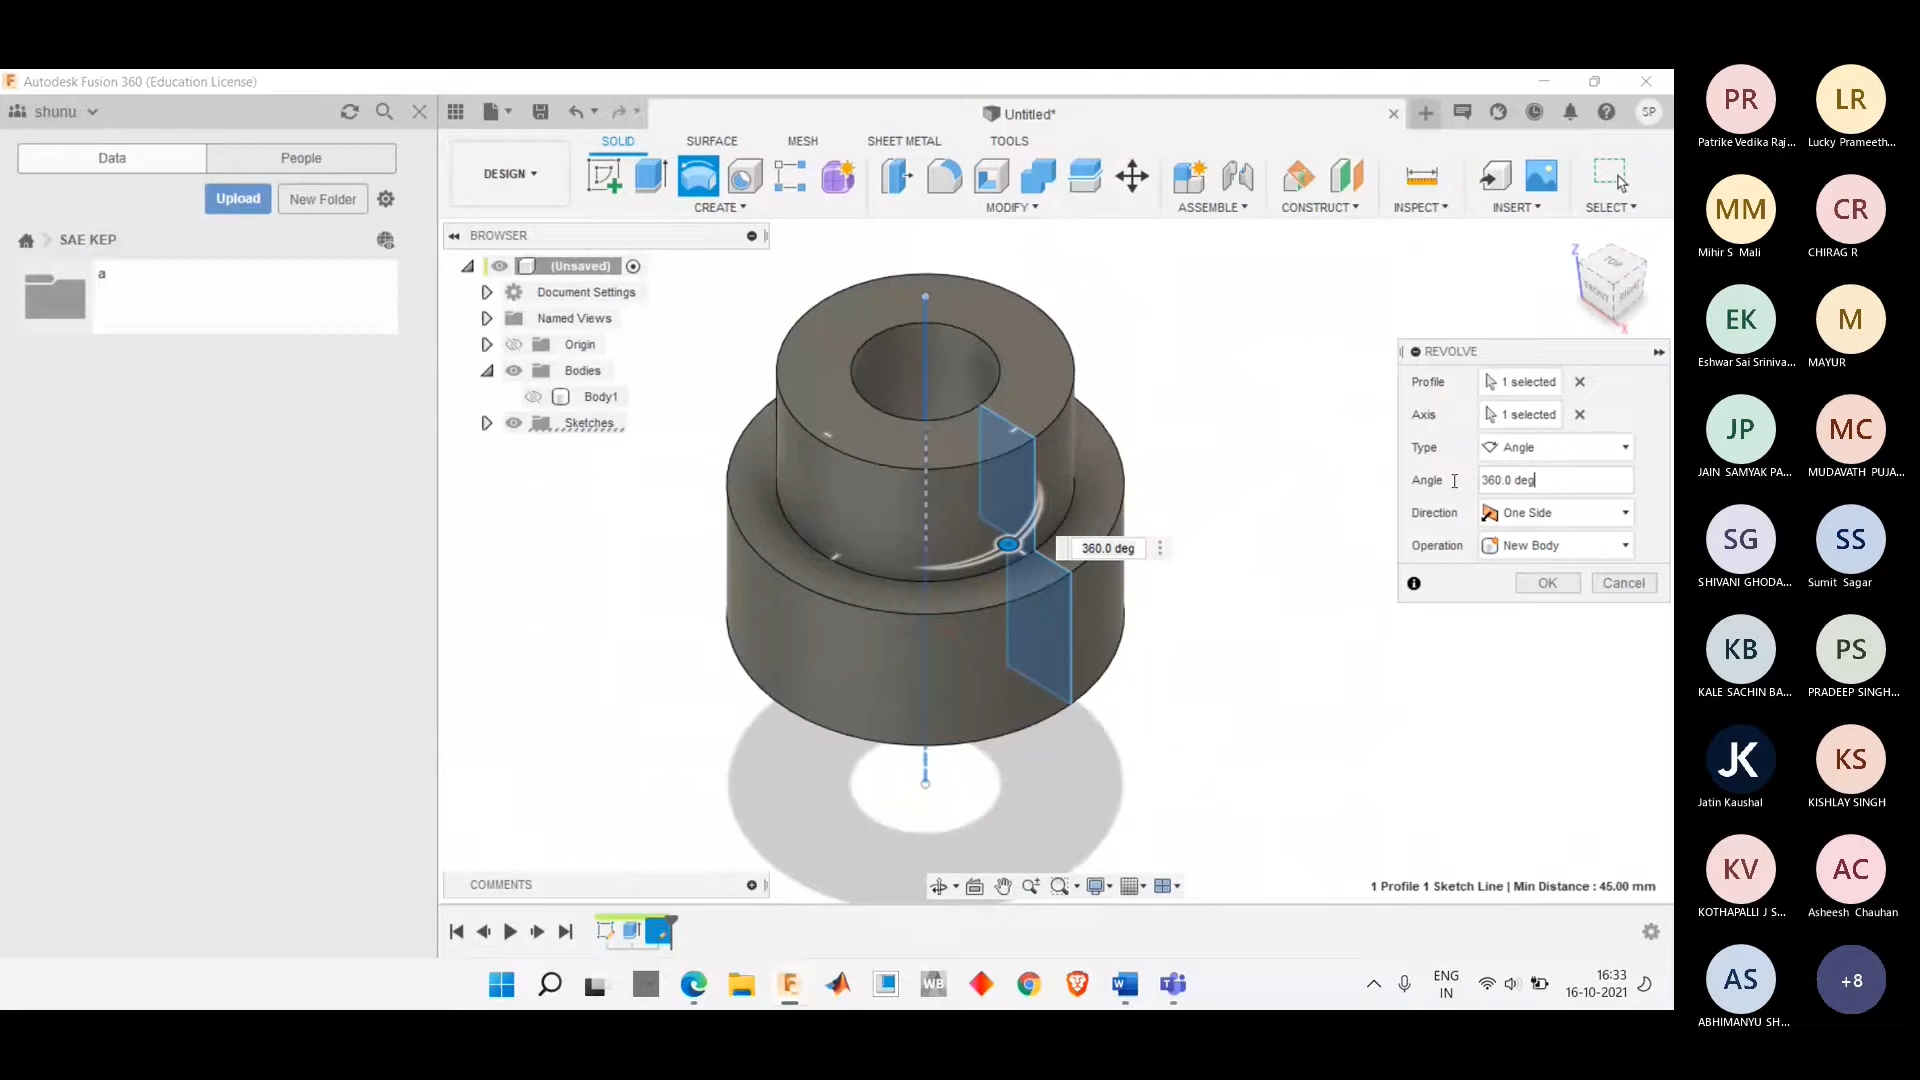 Autodesk Fusion 360 (Education License)
shunu
Untitled*
SP
Data
People
Upload
New Folder
SAE KEP
a
DESIGN
SOLID
SURFACE
MESH
SHEET METAL
TOOLS
CREATE
MODIFY
ASSEMBLE
CONSTRUCT
INSPECT
INSERT
SELECT
BROWSER
(Unsaved)
Document Settings
Named Views
Origin
Bodies
Body1
Sketches
Z
TOP
FRONT
RIGHT
X
REVOLVE
Profile 1 selected
Axis 1 selected
Type Angle
Angle 360.0 deg
Direction One Side
Operation New Body
OK Cancel
360.0 deg
COMMENTS
1 Profile 1 Sketch Line | Min Distance : 45.00 mm
WB
ENG
IN
16:33
16-10-2021
PR
Patrike Vedika Raj...
LR
Lucky Prameeth...
MM
Mihir S Mali
CR
CHIRAG R
EK
Eshwar Sai Sriniva...
M
MAYUR
JP
JAIN SAMYAK PA...
MC
MUDAVATH PUJA...
SG
SHIVANI GHODA...
SS
Sumit Sagar
KB
KALE SACHIN BA...
PS
PRADEEP SINGH...
JK
Jatin Kaushal
KS
KISHLAY SINGH
KV
KOTHAPALLI J S...
AC
Asheesh Chauhan
AS
ABHIMANYU SH...
+8